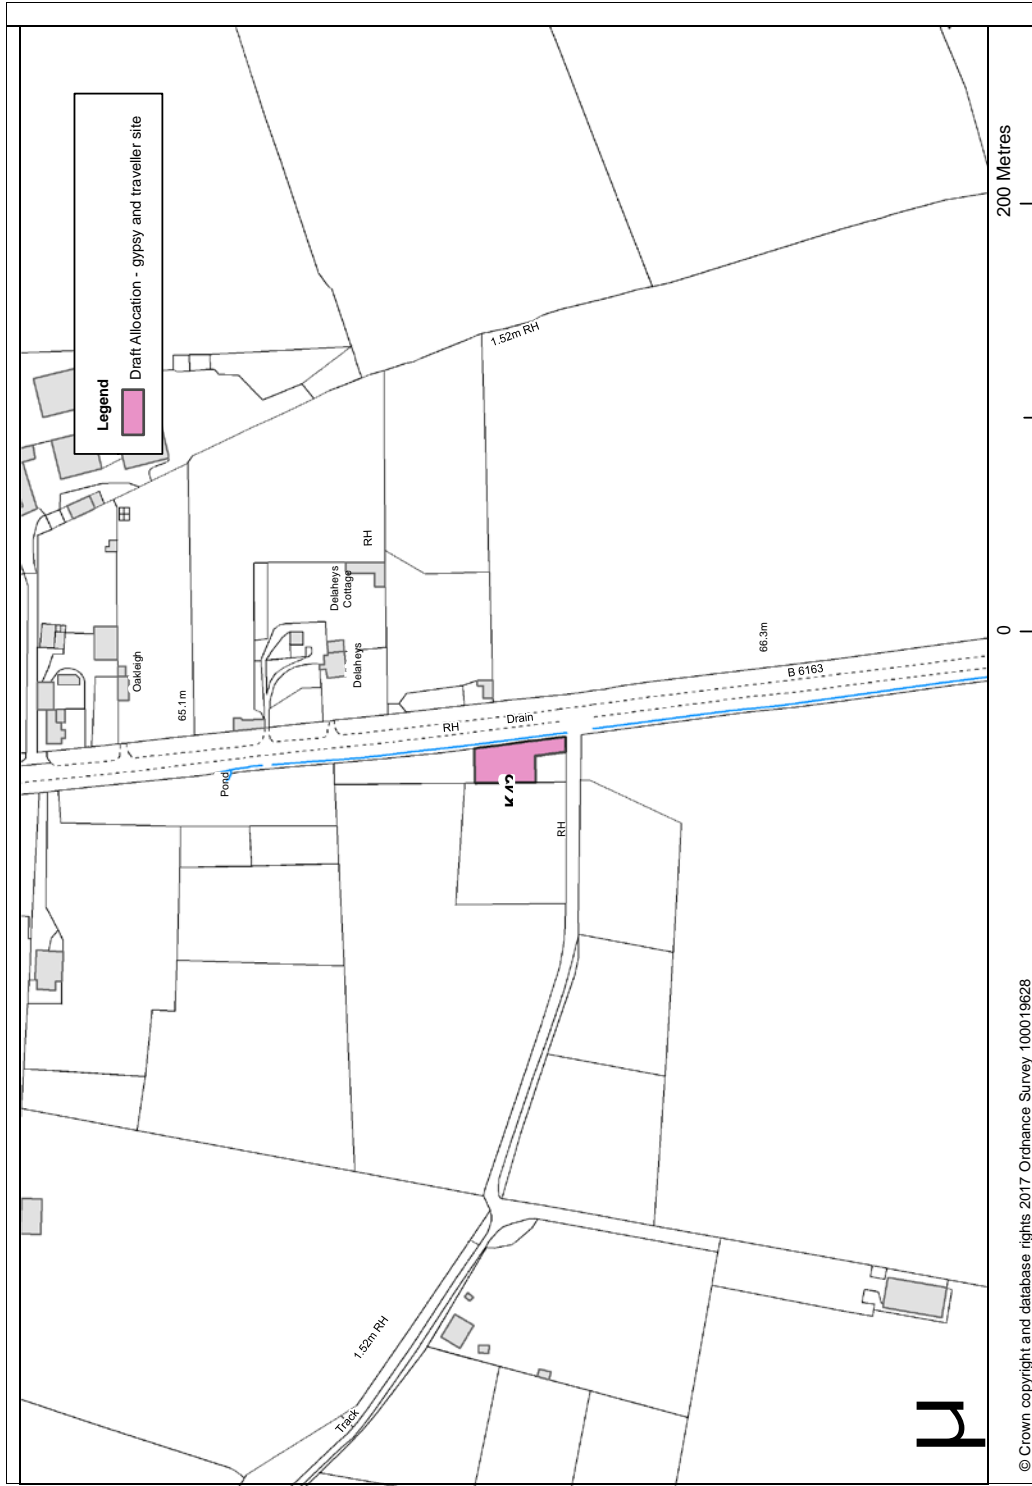 Legend
Draft Allocation - gypsy and traveller site
Oakleigh
65.1m
Pond
Delaheys
Cottage
Delaheys
RH
RH
Drain
1.52m RH
66.3m
B 6163
RH
1.52m RH
Track
0
200 Metres
© Crown copyright and database rights 2017 Ordnance Survey 100019628